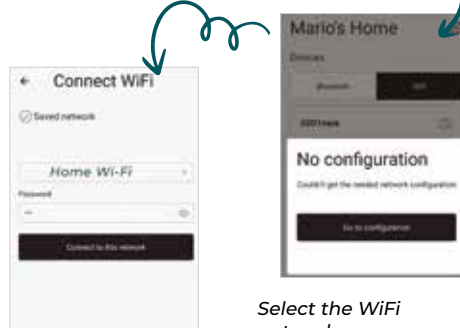 ← Connect WiFi
Saved network
Home Wi-Fi
Password
Connect to this network
Mario's Home
Devices
Bluetooth WiFi
No configuration
Couldn't get the needed network configuration
Go to configuration
Select the WiFi